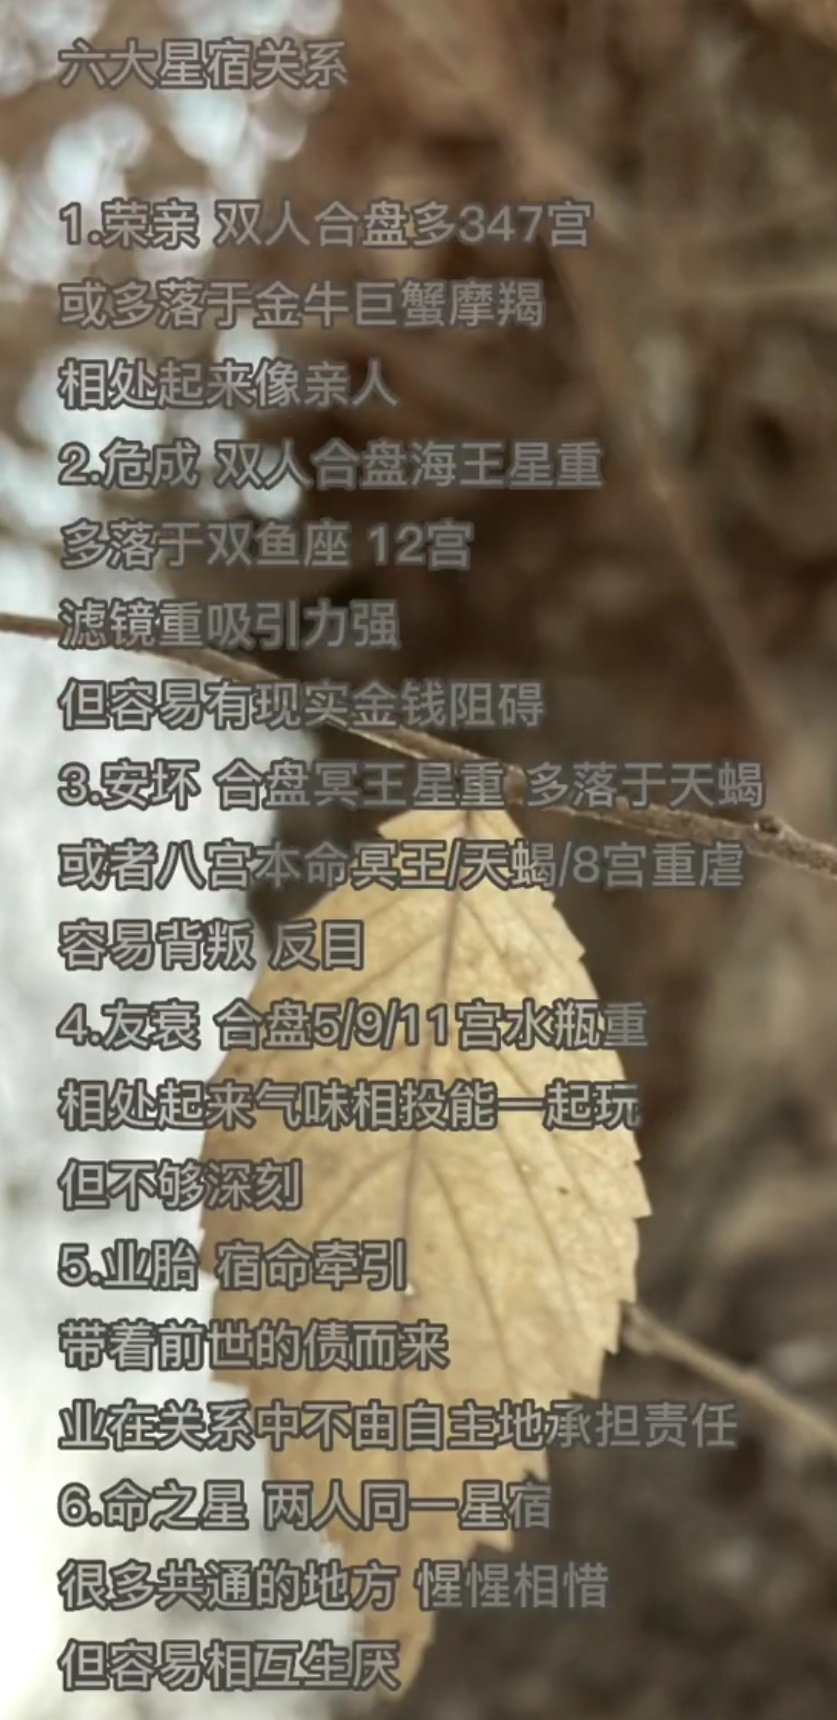 六大星宿关系
1.荣亲 双人合盘多347宫
或多落于金牛巨蟹摩羯
相处起来像亲人
2.危成 双人合盘海王星重
多落于双鱼座 12宫
滤镜重吸引力强
但容易有现实金钱阻碍
3.安坏 合盘冥王星重 多落于天蝎
或者八宫本命冥王/天蝎/8宫重虐
容易背叛 反目
4.友衰 合盘5/9/11宫水瓶重
相处起来气味相投能一起玩
但不够深刻
5.业胎 宿命牵引
带着前世的债而来
业在关系中不由自主地承担责任
6.命之星 两人同一星宿
很多共通的地方 惺惺相惜
但容易相互生厌